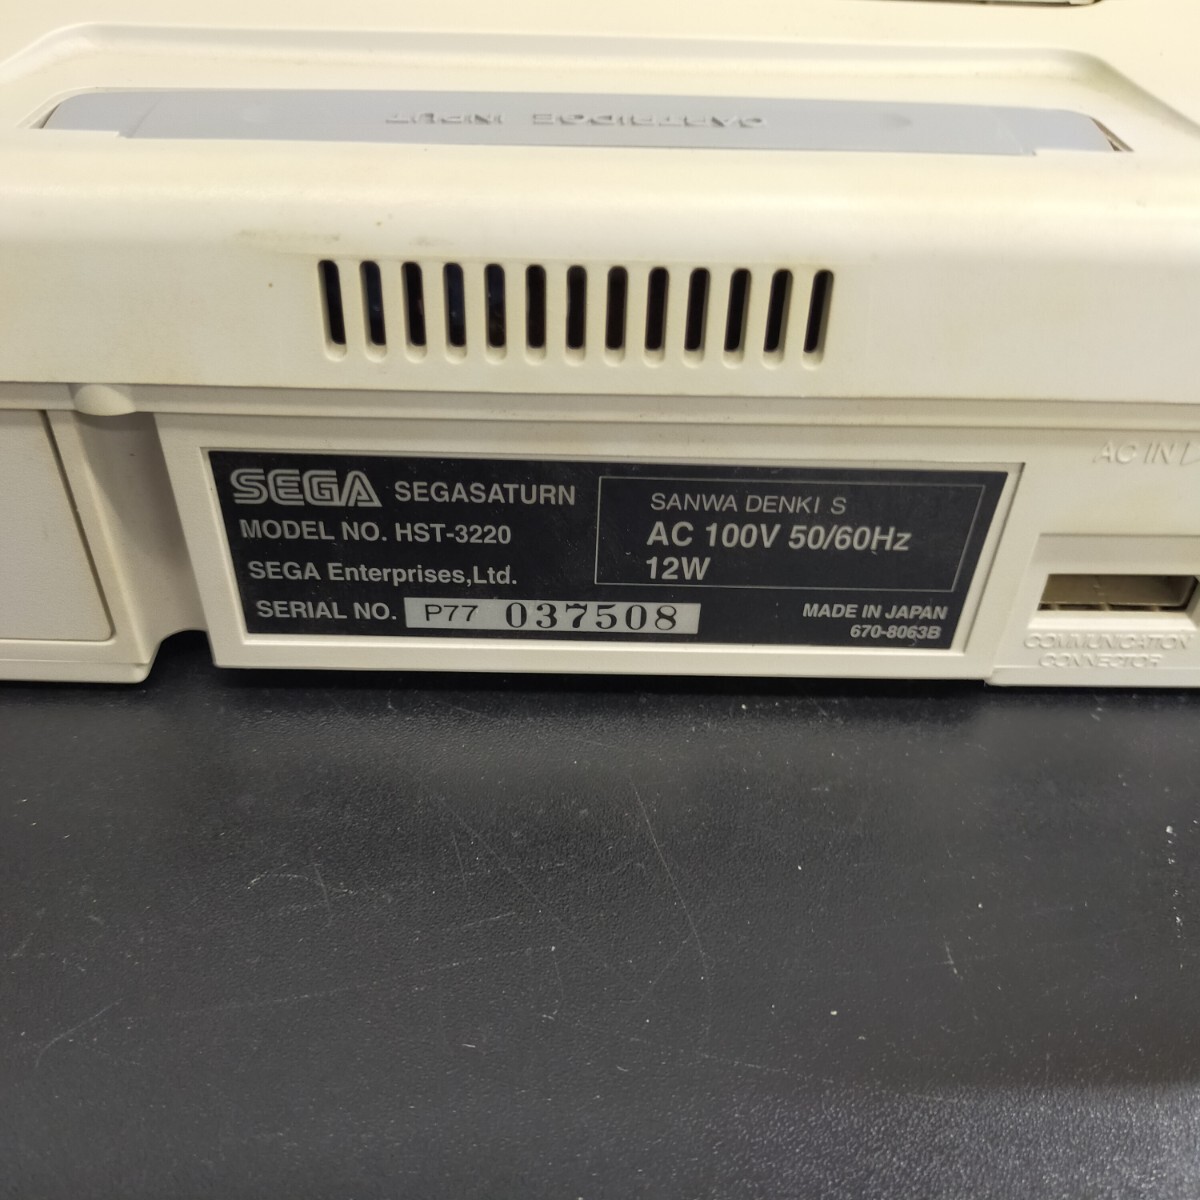 CARTRIDGE INPUT
AC IN
SEGA SEGASATURN
MODEL NO. HST-3220
SEGA Enterprises,Ltd.
SERIAL NO. P77 037508
SANWA DENKI S
AC 100V 50/60Hz
12W
MADE IN JAPAN
670-8063B
COMMUNICATION
CONNECTOR